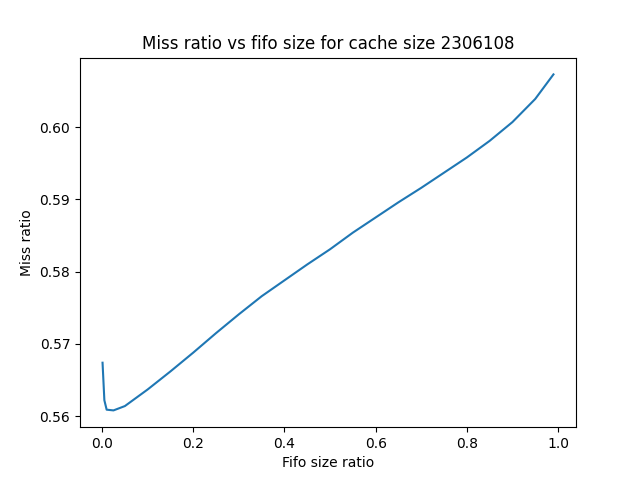 Miss ratio vs fifo size for cache size 2306108
Miss ratio
0.60
0.59
0.58
0.57
0.56
0.0 0.2 0.4 0.6 0.8 1.0
Fifo size ratio